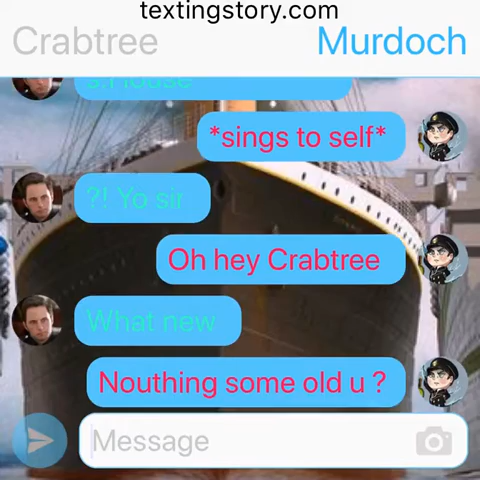 textingstory.com
Crabtree
Murdoch
*sings to self*
?! Yo sir
Oh hey Crabtree
What new
Nouthing some old u ?
Message